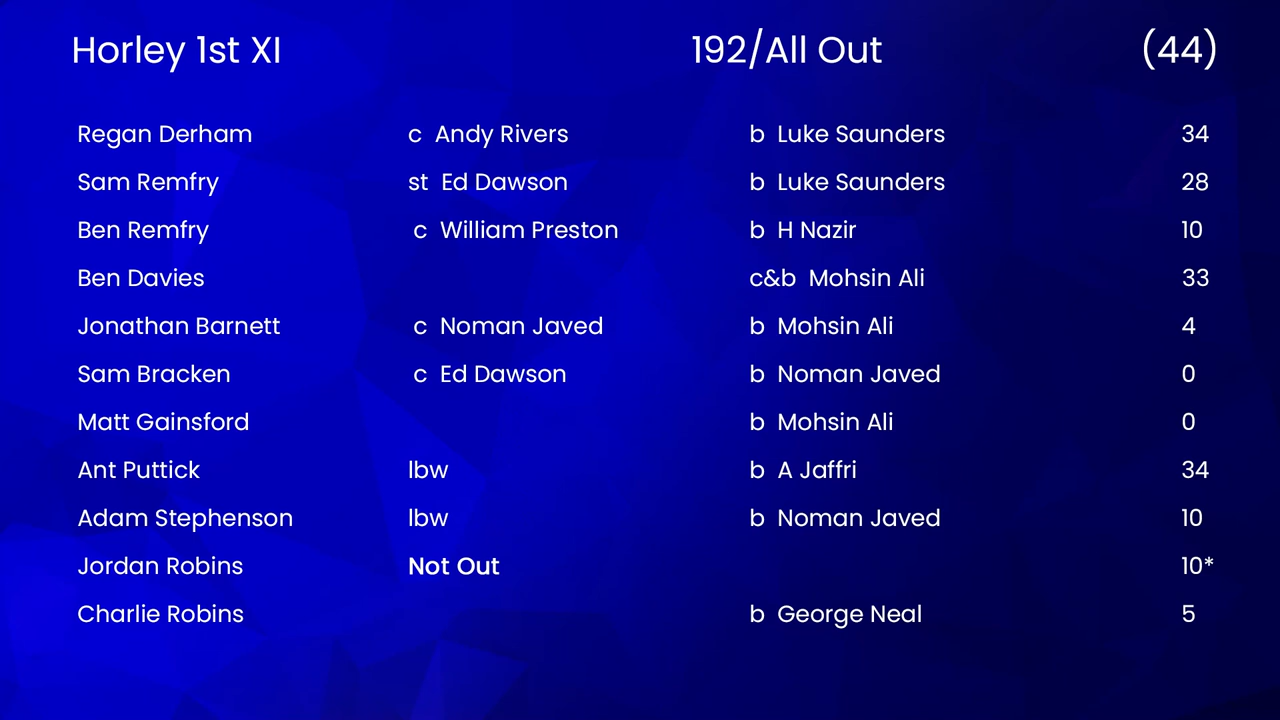 Horley 1st XI 192/All Out (44)
Regan Derham c Andy Rivers b Luke Saunders 34
Sam Remfry st Ed Dawson b Luke Saunders 28
Ben Remfry c William Preston b H Nazir 10
Ben Davies c&b Mohsin Ali 33
Jonathan Barnett c Noman Javed b Mohsin Ali 4
Sam Bracken c Ed Dawson b Noman Javed 0
Matt Gainsford b Mohsin Ali 0
Ant Puttick lbw b A Jaffri 34
Adam Stephenson lbw b Noman Javed 10
Jordan Robins Not Out 10*
Charlie Robins b George Neal 5